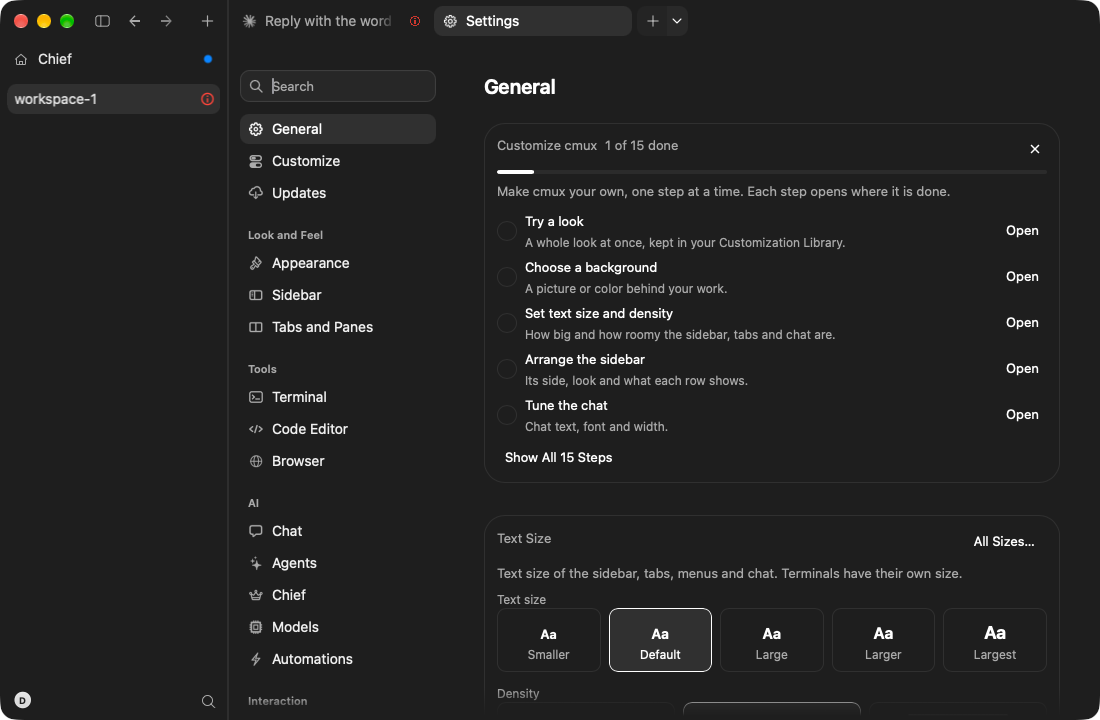 Reply with the word
Settings
Chief
workspace-1
Search
General
Customize
Updates
Look and Feel
Appearance
Sidebar
Tabs and Panes
Tools
Terminal
Code Editor
Browser
AI
Chat
Agents
Chief
Models
Automations
Interaction
D
General
Customize cmux 1 of 15 done
Make cmux your own, one step at a time. Each step opens where it is done.
Try a look
A whole look at once, kept in your Customization Library.
Open
Choose a background
A picture or color behind your work.
Open
Set text size and density
How big and how roomy the sidebar, tabs and chat are.
Open
Arrange the sidebar
Its side, look and what each row shows.
Open
Tune the chat
Chat text, font and width.
Open
Show All 15 Steps
Text Size
All Sizes...
Text size of the sidebar, tabs, menus and chat. Terminals have their own size.
Text size
Aa
Smaller
Aa
Default
Aa
Large
Aa
Larger
Aa
Largest
Density